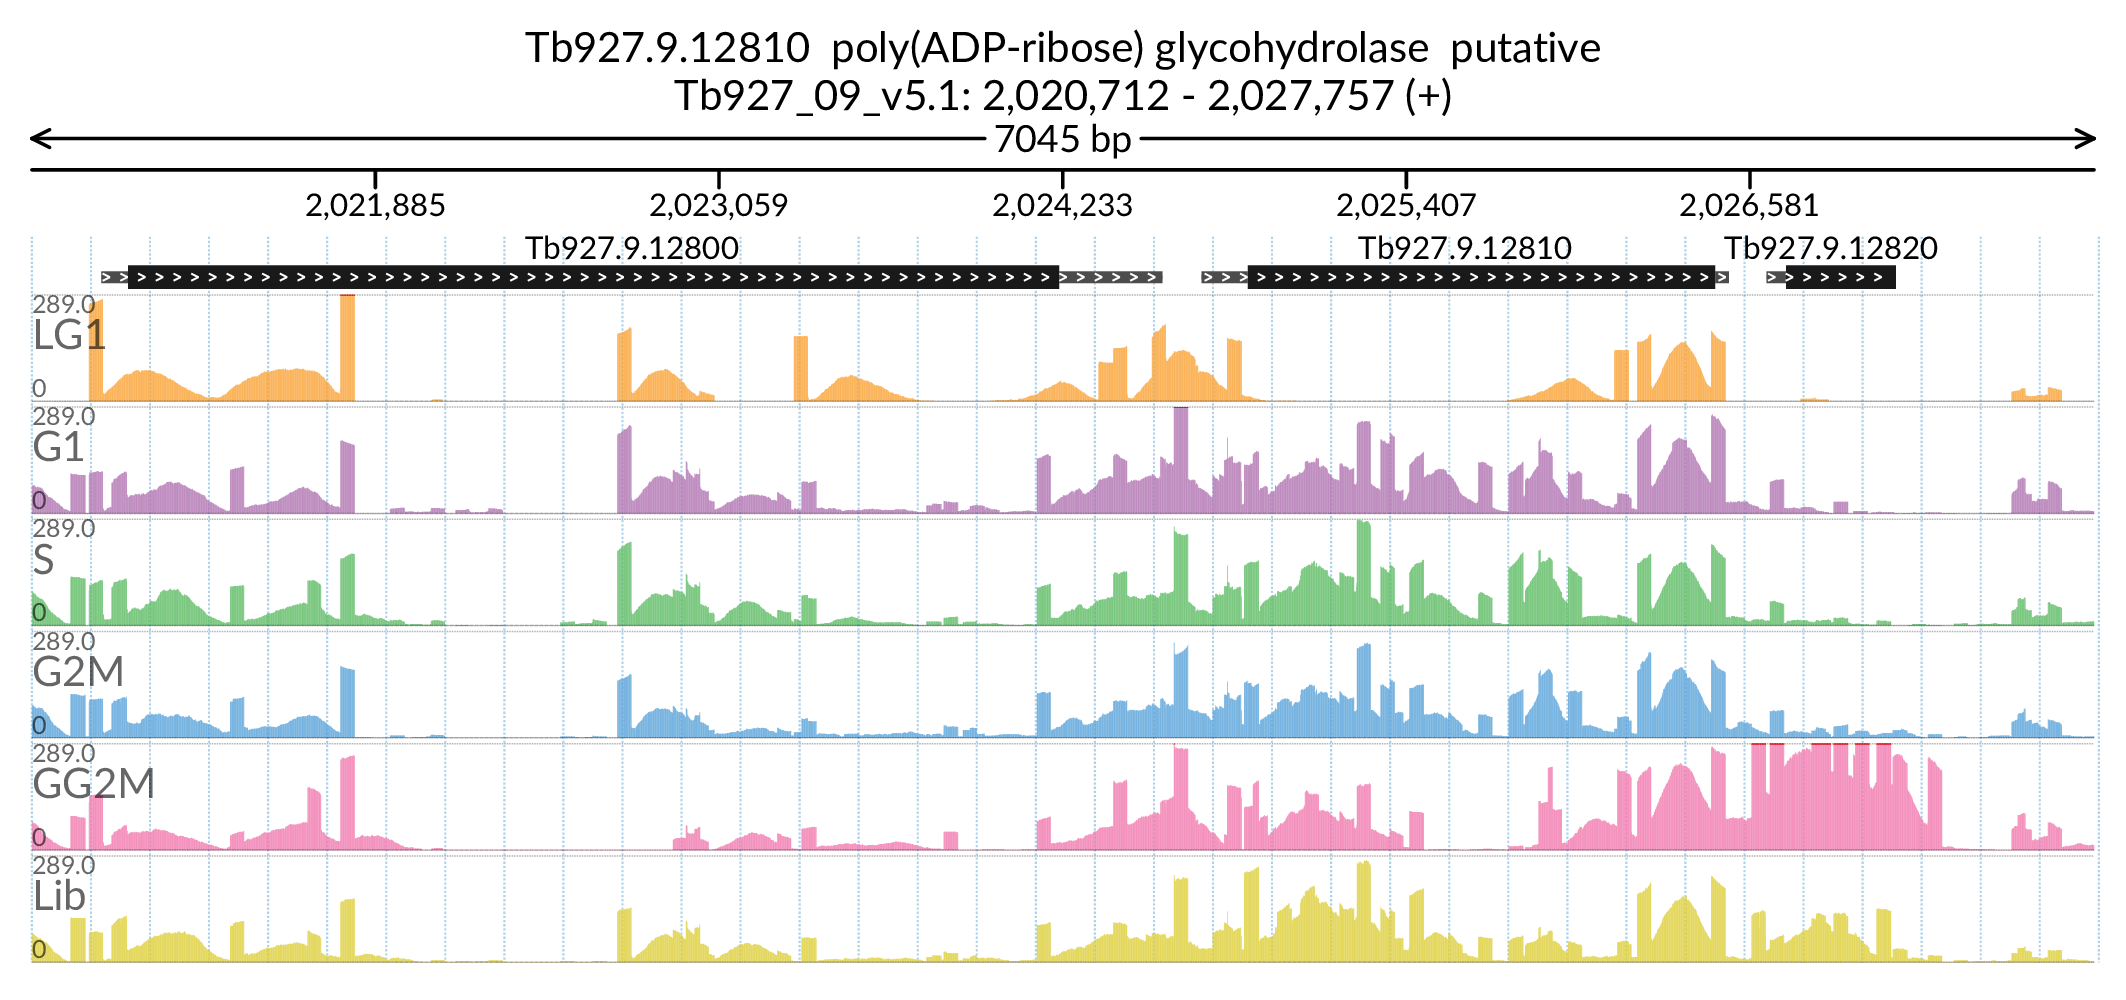 Tb927.9.12810  poly(ADP-ribose) glycohydrolase  putative
Tb927_09_v5.1: 2,020,712 - 2,027,757 (+)
7045 bp
2,021,885 2,023,059 2,024,233 2,025,407 2,026,581
Tb927.9.12800 Tb927.9.12810 Tb927.9.12820
289.0
LG1
0
289.0
G1
0
289.0
S
0
289.0
G2M
0
289.0
GG2M
0
289.0
Lib
0